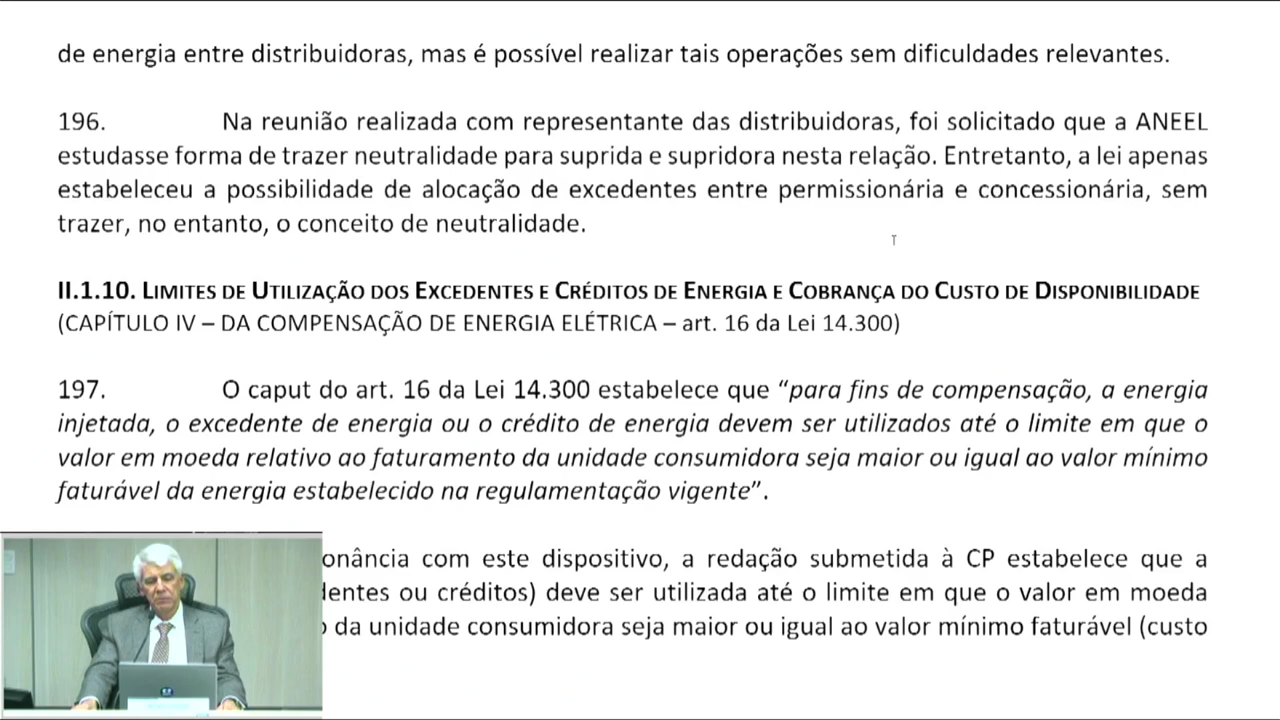 de energia entre distribuidoras, mas é possível realizar tais operações sem dificuldades relevantes.
196. Na reunião realizada com representante das distribuidoras, foi solicitado que a ANEEL
estudasse forma de trazer neutralidade para suprida e supridora nesta relação. Entretanto, a lei apenas
estabeleceu a possibilidade de alocação de excedentes entre permissionária e concessionária, sem
trazer, no entanto, o conceito de neutralidade.
II.1.10. LIMITES DE UTILIZAÇÃO DOS EXCEDENTES E CRÉDITOS DE ENERGIA E COBRANÇA DO CUSTO DE DISPONIBILIDADE
(CAPÍTULO IV – DA COMPENSAÇÃO DE ENERGIA ELÉTRICA – art. 16 da Lei 14.300)
197. O caput do art. 16 da Lei 14.300 estabelece que “para fins de compensação, a energia
injetada, o excedente de energia ou o crédito de energia devem ser utilizados até o limite em que o
valor em moeda relativo ao faturamento da unidade consumidora seja maior ou igual ao valor mínimo
faturável da energia estabelecido na regulamentação vigente”.
onância com este dispositivo, a redação submetida à CP estabelece que a
dentes ou créditos) deve ser utilizada até o limite em que o valor em moeda
da unidade consumidora seja maior ou igual ao valor mínimo faturável (custo